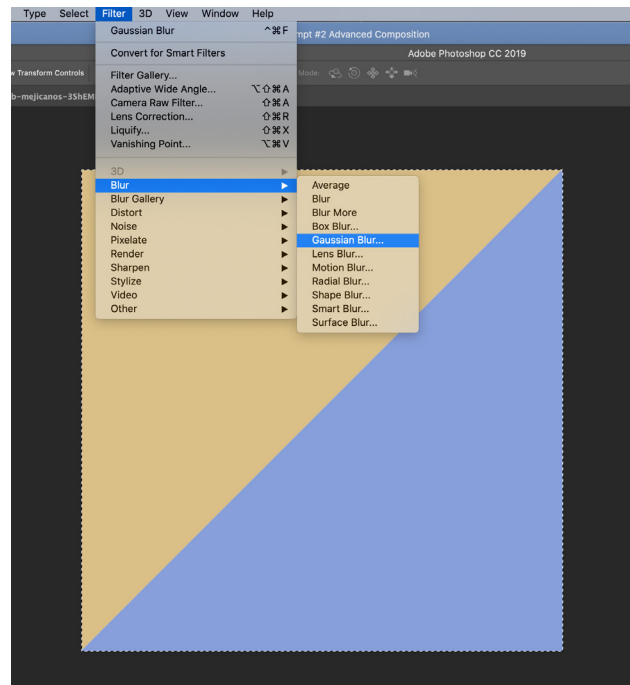 Type Select Filter 3D View Window Help
Gaussian Blur ^⌘F
mpt #2 Advanced Composition
Convert for Smart Filters
Adobe Photoshop CC 2019
w Transform Controls
Filter Gallery...
Mode:
Adaptive Wide Angle... ⌥⇧⌘A
Camera Raw Filter... ⇧⌘A
b-mejicanos-3ShEM
Lens Correction... ⇧⌘R
Liquify... ⇧⌘X
Vanishing Point... ⌥⌘V
3D ▶
Blur ▶
Blur Gallery ▶
Distort ▶
Noise ▶
Pixelate ▶
Render ▶
Sharpen ▶
Stylize ▶
Video ▶
Other ▶
Average
Blur
Blur More
Box Blur...
Gaussian Blur...
Lens Blur...
Motion Blur...
Radial Blur...
Shape Blur...
Smart Blur...
Surface Blur...